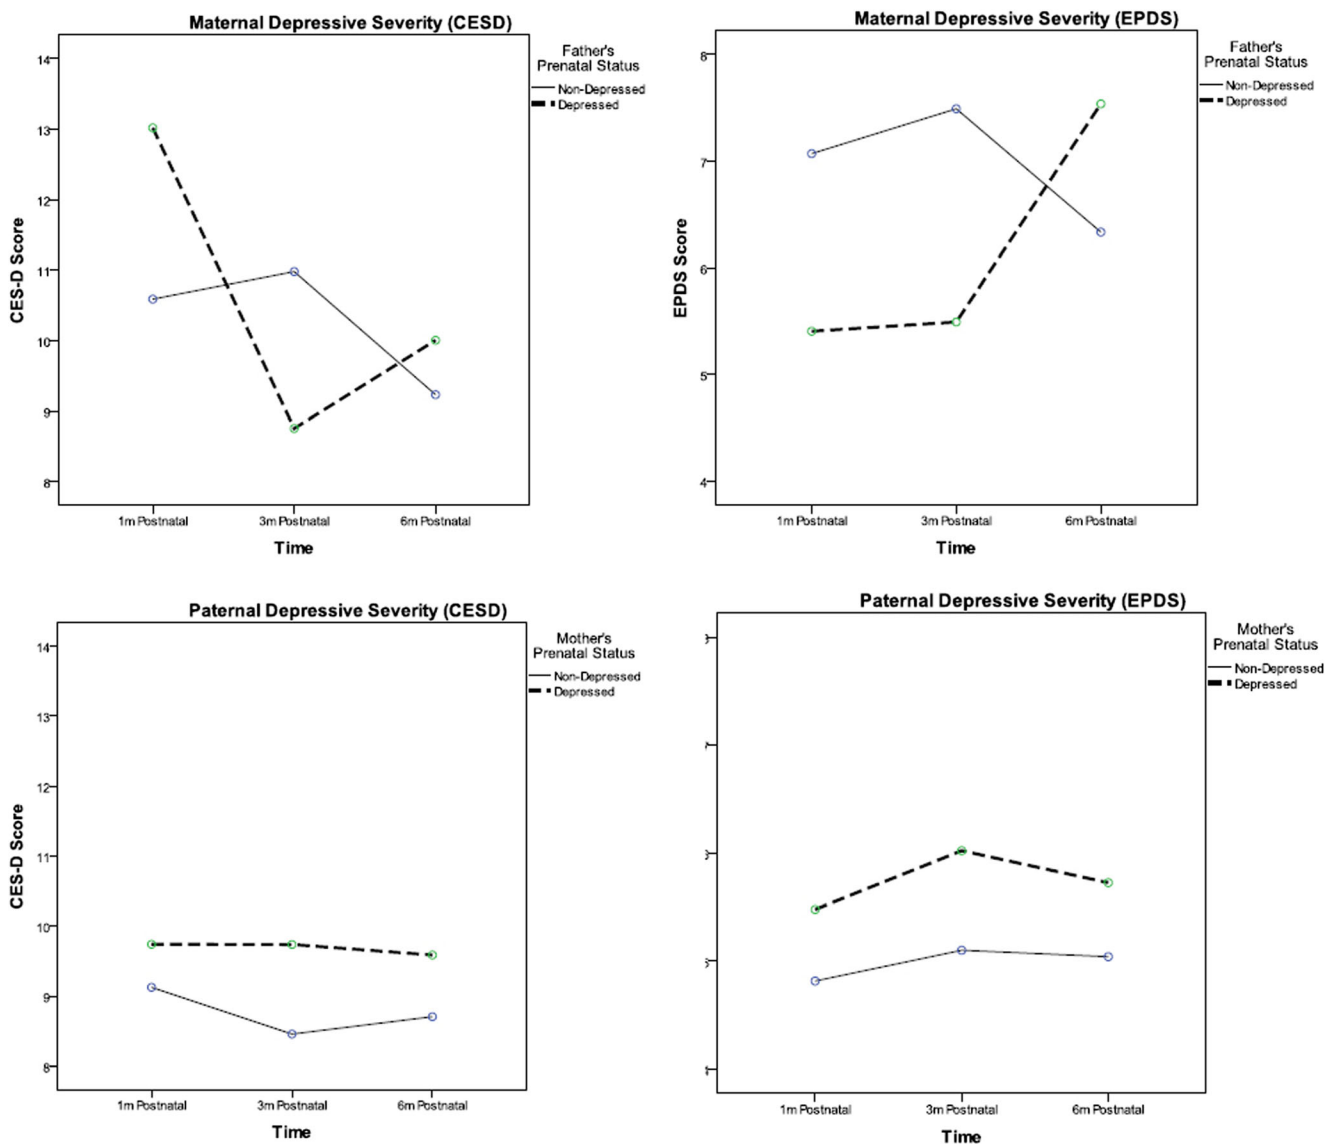 Maternal Depressive Severity (CESD)
Father's
Prenatal Status
Non-Depressed
Depressed
14
13
12
11
10
9
8
CES-D Score
1m Postnatal
3m Postnatal
6m Postnatal
Time
Maternal Depressive Severity (EPDS)
Father's
Prenatal Status
Non-Depressed
Depressed
8
7
6
5
4
EPDS Score
1m Postnatal
3m Postnatal
6m Postnatal
Time
Paternal Depressive Severity (CESD)
Mother's
Prenatal Status
Non-Depressed
Depressed
14
13
12
11
10
9
8
CES-D Score
1m Postnatal
3m Postnatal
6m Postnatal
Time
Paternal Depressive Severity (EPDS)
Mother's
Prenatal Status
Non-Depressed
Depressed
1m Postnatal
3m Postnatal
6m Postnatal
Time